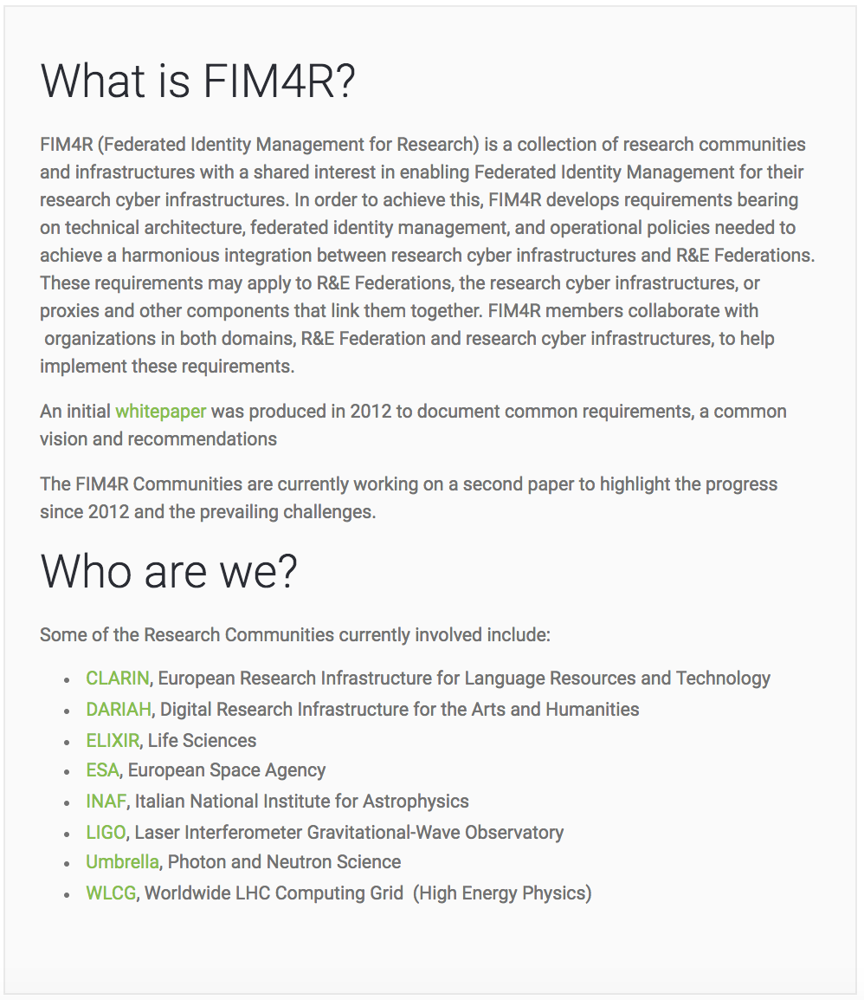 What is FIM4R?
FIM4R (Federated Identity Management for Research) is a collection of research communities
and infrastructures with a shared interest in enabling Federated Identity Management for their
research cyber infrastructures. In order to achieve this, FIM4R develops requirements bearing
on technical architecture, federated identity management, and operational policies needed to
achieve a harmonious integration between research cyber infrastructures and R&E Federations.
These requirements may apply to R&E Federations, the research cyber infrastructures, or
proxies and other components that link them together. FIM4R members collaborate with
organizations in both domains, R&E Federation and research cyber infrastructures, to help
implement these requirements.
An initial whitepaper was produced in 2012 to document common requirements, a common
vision and recommendations
The FIM4R Communities are currently working on a second paper to highlight the progress
since 2012 and the prevailing challenges.
Who are we?
Some of the Research Communities currently involved include:
• CLARIN, European Research Infrastructure for Language Resources and Technology
• DARIAH, Digital Research Infrastructure for the Arts and Humanities
• ELIXIR, Life Sciences
• ESA, European Space Agency
• INAF, Italian National Institute for Astrophysics
• LIGO, Laser Interferometer Gravitational-Wave Observatory
• Umbrella, Photon and Neutron Science
• WLCG, Worldwide LHC Computing Grid  (High Energy Physics)